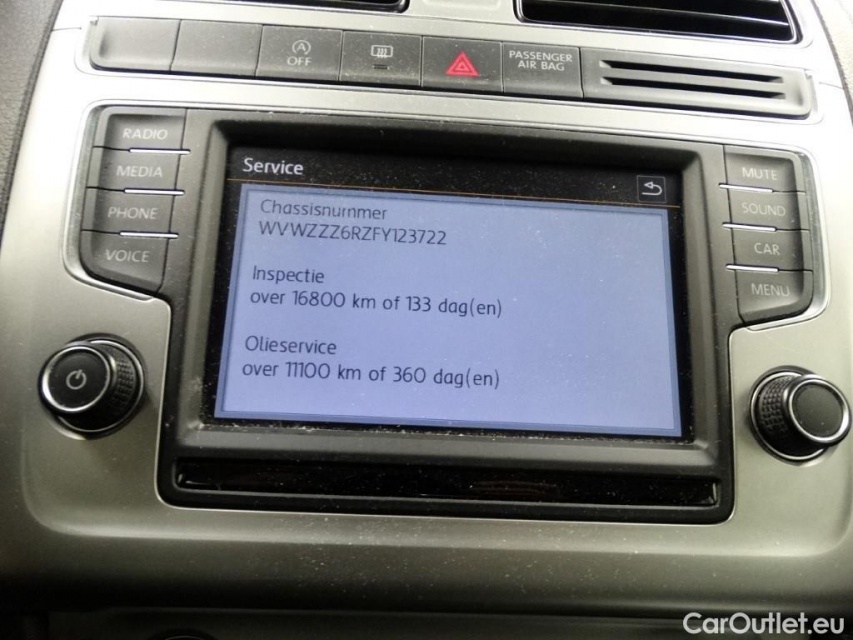 OFF
PASSENGER
AIR BAG
RADIO
MEDIA
PHONE
VOICE
Service
Chassisnummer
WVWZZZ6RZFY123722
Inspectie
over 16800 km of 133 dag(en)
Olieservice
over 11100 km of 360 dag(en)
MUTE
SOUND
CAR
MENU
CarOutlet.eu